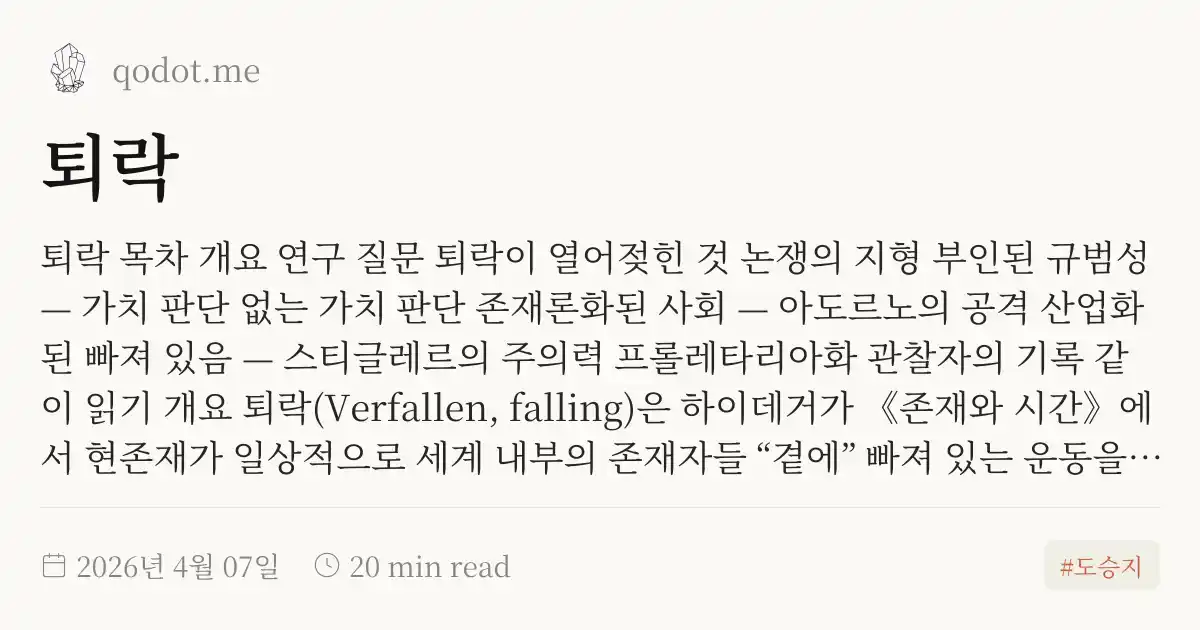 qodot.me
퇴락
퇴락 목차 개요 연구 질문 퇴락이 열어젖힌 것 논쟁의 지형 부인된 규범성
— 가치 판단 없는 가치 판단 존재론화된 사회 — 아도르노의 공격 산업화
된 빠져 있음 — 스티글레르의 주의력 프롤레타리아화 관찰자의 기록 같
이 읽기 개요 퇴락(Verfallen, falling)은 하이데거가 《존재와 시간》에
서 현존재가 일상적으로 세계 내부의 존재자들 “곁에” 빠져 있는 운동을…
2026년 4월 07일
20 min read
#도승지